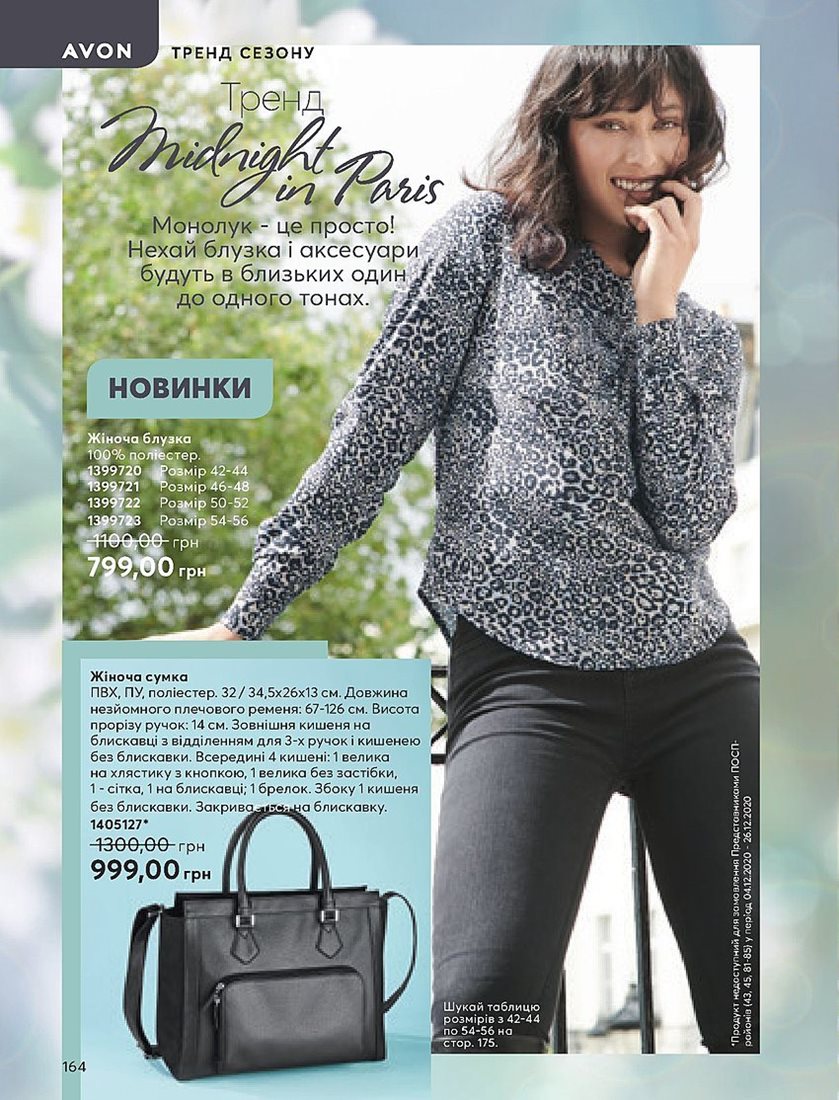 AVON
ТРЕНД СЕЗОНУ
Тренд
Midnight
in Paris
Монолук - це просто!
Нехай блузка і аксесуари
будуть в близьких один
до одного тонах.
НОВИНКИ
Жіноча блузка
100% поліестер.
1399720 Розмір 42-44
1399721 Розмір 46-48
1399722 Розмір 50-52
1399723 Розмір 54-56
1100,00 грн
799,00 грн
Жіноча сумка
ПВХ, ПУ, поліестер. 32 / 34,5х26х13 см. Довжина
незйомного плечового ременя: 67-126 см. Висота
прорізу ручок: 14 см. Зовнішня кишеня на
блискавці з відділенням для 3-х ручок і кишенею
без блискавки. Всередині 4 кишені: 1 велика
на хлястику з кнопкою, 1 велика без застібки,
1 - сітка, 1 на блискавці; 1 брелок. Збоку 1 кишеня
без блискавки. Закривається на блискавку.
1405127*
1300,00 грн
999,00 грн
Шукай таблицю
розмірів з 42-44
по 54-56 на
стор. 175.
*Продукт недоступний для замовлення Представниками ПОСП-
районів (43, 45, 81-85) у період 04.12.2020 - 26.12.2020
164